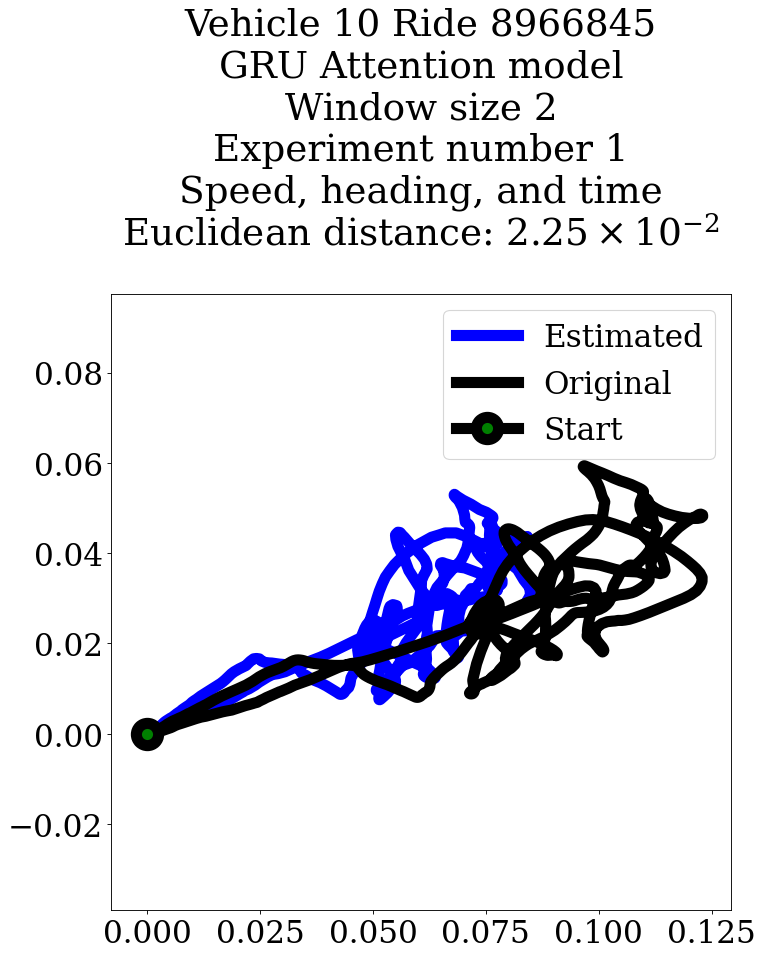 Vehicle 10 Ride 8966845
GRU Attention model
Window size 2
Experiment number 1
Speed, heading, and time
Euclidean distance: 2.25 × 10⁻²
Estimated
Original
Start
0.08
0.06
0.04
0.02
0.00
−0.02
0.000 0.025 0.050 0.075 0.100 0.125